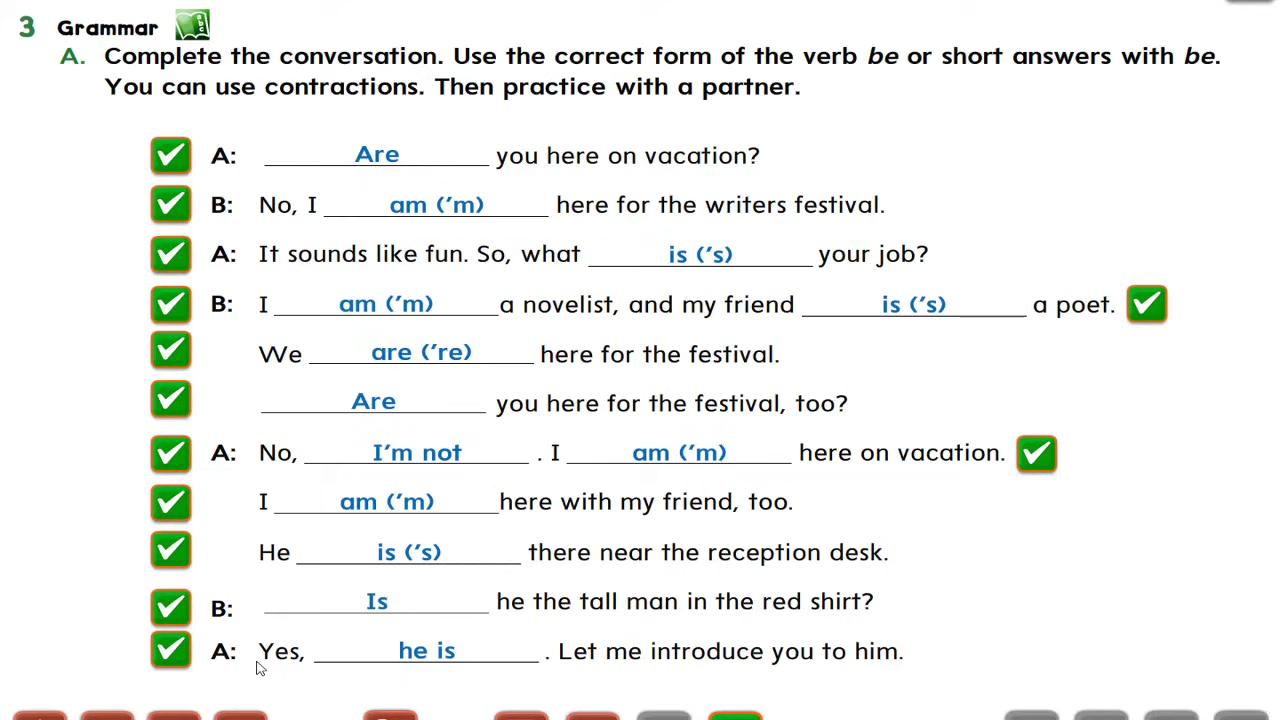 3 Grammar
A. Complete the conversation. Use the correct form of the verb be or short answers with be.
You can use contractions. Then practice with a partner.
A: Are you here on vacation?
B: No, I am ('m) here for the writers festival.
A: It sounds like fun. So, what is ('s) your job?
B: I am ('m) a novelist, and my friend is ('s) a poet.
We are ('re) here for the festival.
Are you here for the festival, too?
A: No, I'm not . I am ('m) here on vacation.
I am ('m) here with my friend, too.
He is ('s) there near the reception desk.
B: Is he the tall man in the red shirt?
A: Yes, he is . Let me introduce you to him.